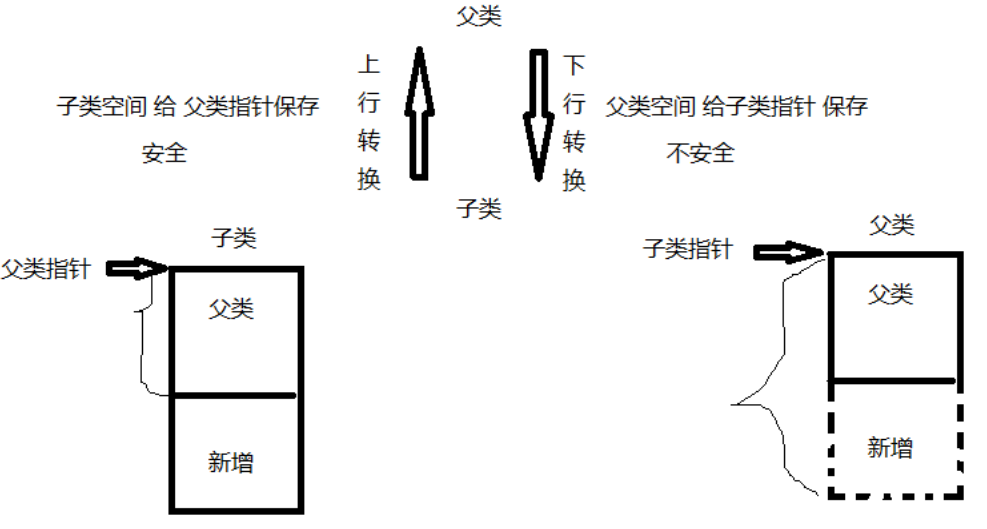 父类
上行转换
下行转换
子类空间 给 父类指针保存
安全
父类空间 给子类指针 保存
不安全
子类
子类
父类指针
父类
新增
父类
子类指针
父类
新增